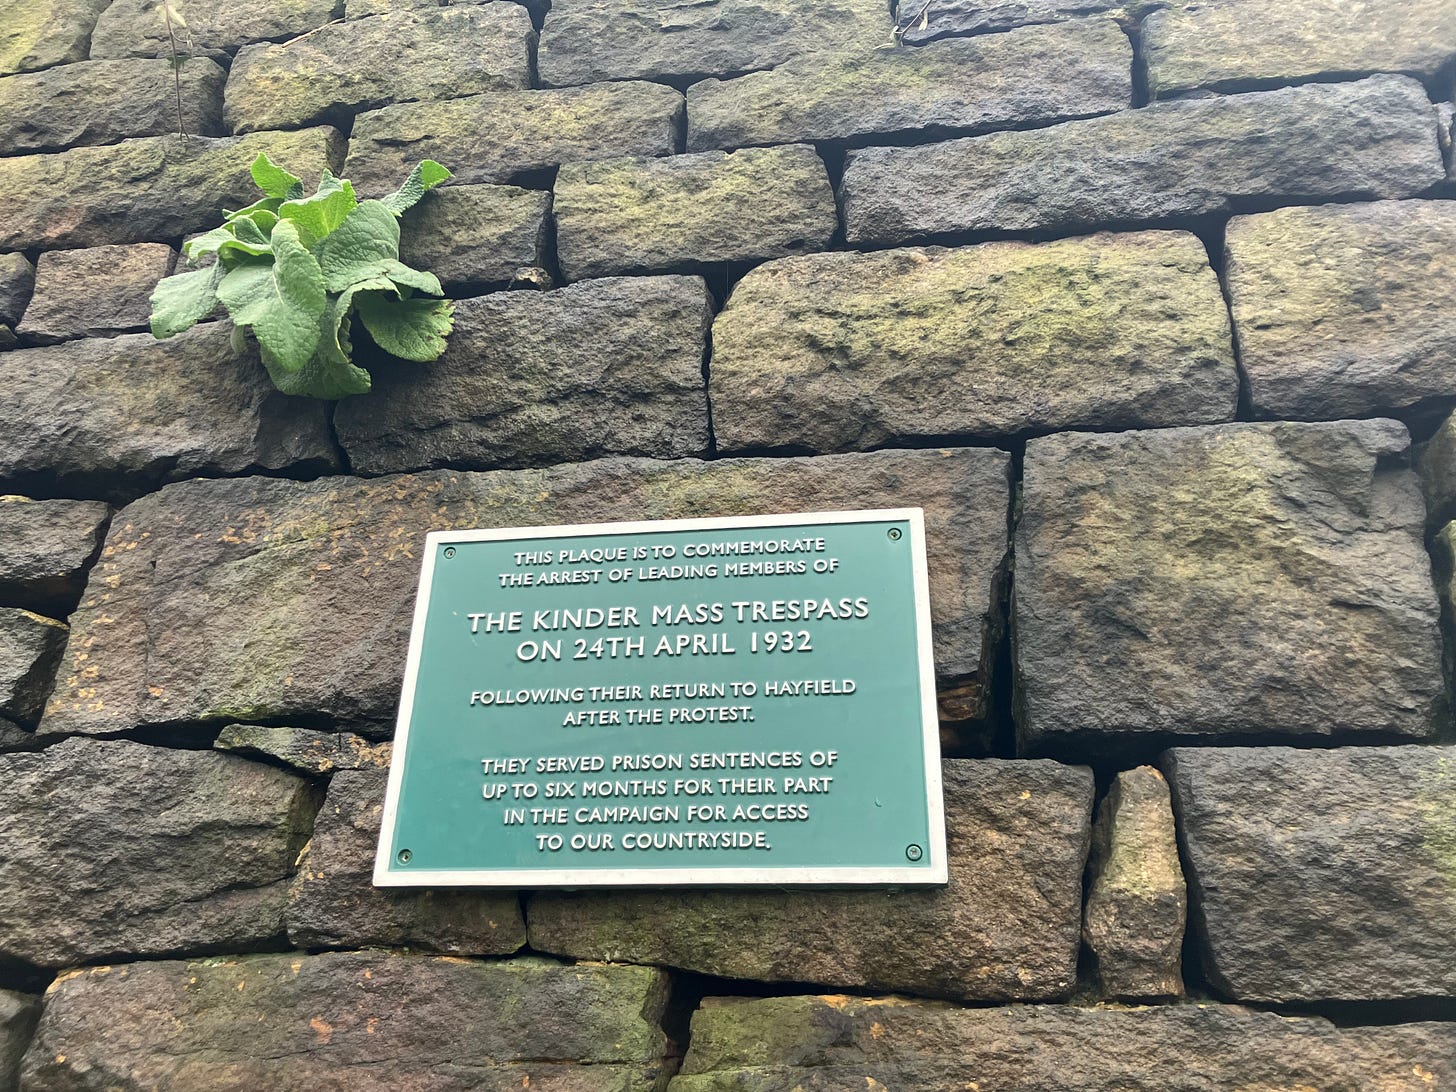 THIS PLAQUE IS TO COMMEMORATE
THE ARREST OF LEADING MEMBERS OF
THE KINDER MASS TRESPASS
ON 24TH APRIL 1932
FOLLOWING THEIR RETURN TO HAYFIELD
AFTER THE PROTEST.
THEY SERVED PRISON SENTENCES OF
UP TO SIX MONTHS FOR THEIR PART
IN THE CAMPAIGN FOR ACCESS
TO OUR COUNTRYSIDE.